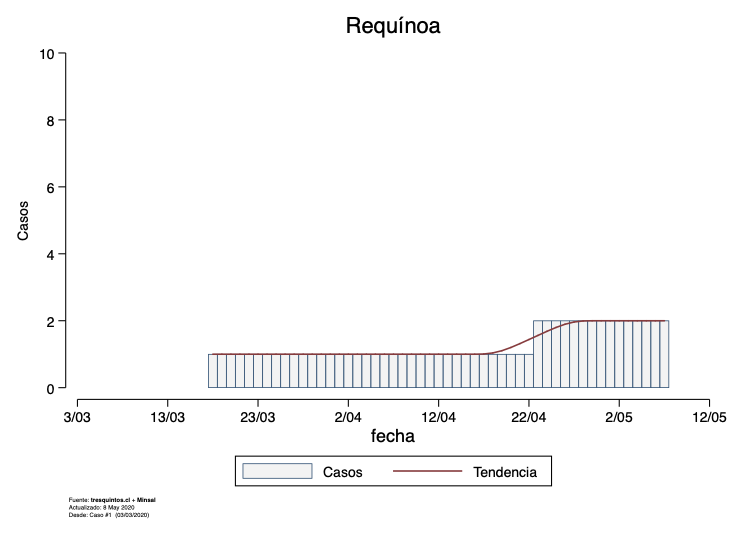 Requínoa
Casos
10
8
6
4
2
0
3/03 13/03 23/03 2/04 12/04 22/04 2/05 12/05
fecha
Casos Tendencia
Fuente: tresquintos.cl + Minsal
Actualizado: 8 May 2020
Desde: Caso #1 (03/03/2020)